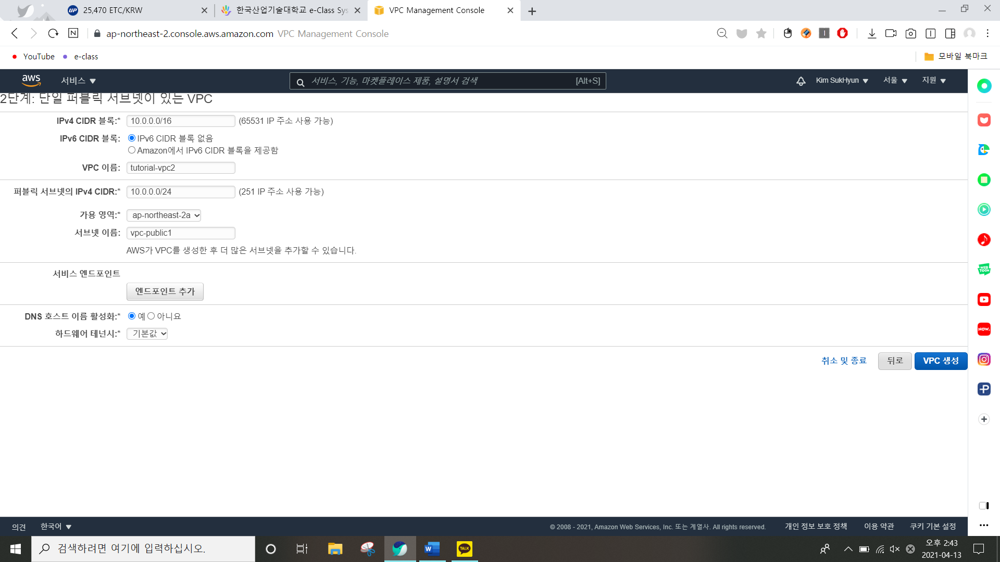 25,470 ETC/KRW
한국산업기술대학교 e-Class Sys
VPC Management Console
ap-northeast-2.console.aws.amazon.com VPC Management Console
YouTube
e-class
모바일 북마크
aws
서비스
서비스, 기능, 마켓플레이스 제품, 설명서 검색
[Alt+S]
Kim SukHyun
서울
지원
2단계: 단일 퍼블릭 서브넷이 있는 VPC
IPv4 CIDR 블록:* 10.0.0.0/16 (65531 IP 주소 사용 가능)
IPv6 CIDR 블록: IPv6 CIDR 블록 없음
Amazon에서 IPv6 CIDR 블록을 제공함
VPC 이름: tutorial-vpc2
퍼블릭 서브넷의 IPv4 CIDR:* 10.0.0.0/24 (251 IP 주소 사용 가능)
가용 영역:* ap-northeast-2a
서브넷 이름: vpc-public1
AWS가 VPC를 생성한 후 더 많은 서브넷을 추가할 수 있습니다.
서비스 엔드포인트
엔드포인트 추가
DNS 호스트 이름 활성화:* 예 아니요
하드웨어 테넌시:* 기본값
취소 및 종료
뒤로
VPC 생성
WEB TOON
NOW.
의견
한국어
© 2008 - 2021, Amazon Web Services, Inc. 또는 계열사. All rights reserved.
개인 정보 보호 정책
이용 약관
쿠키 기본 설정
검색하려면 여기에 입력하십시오.
TALK
오후 2:43
2021-04-13